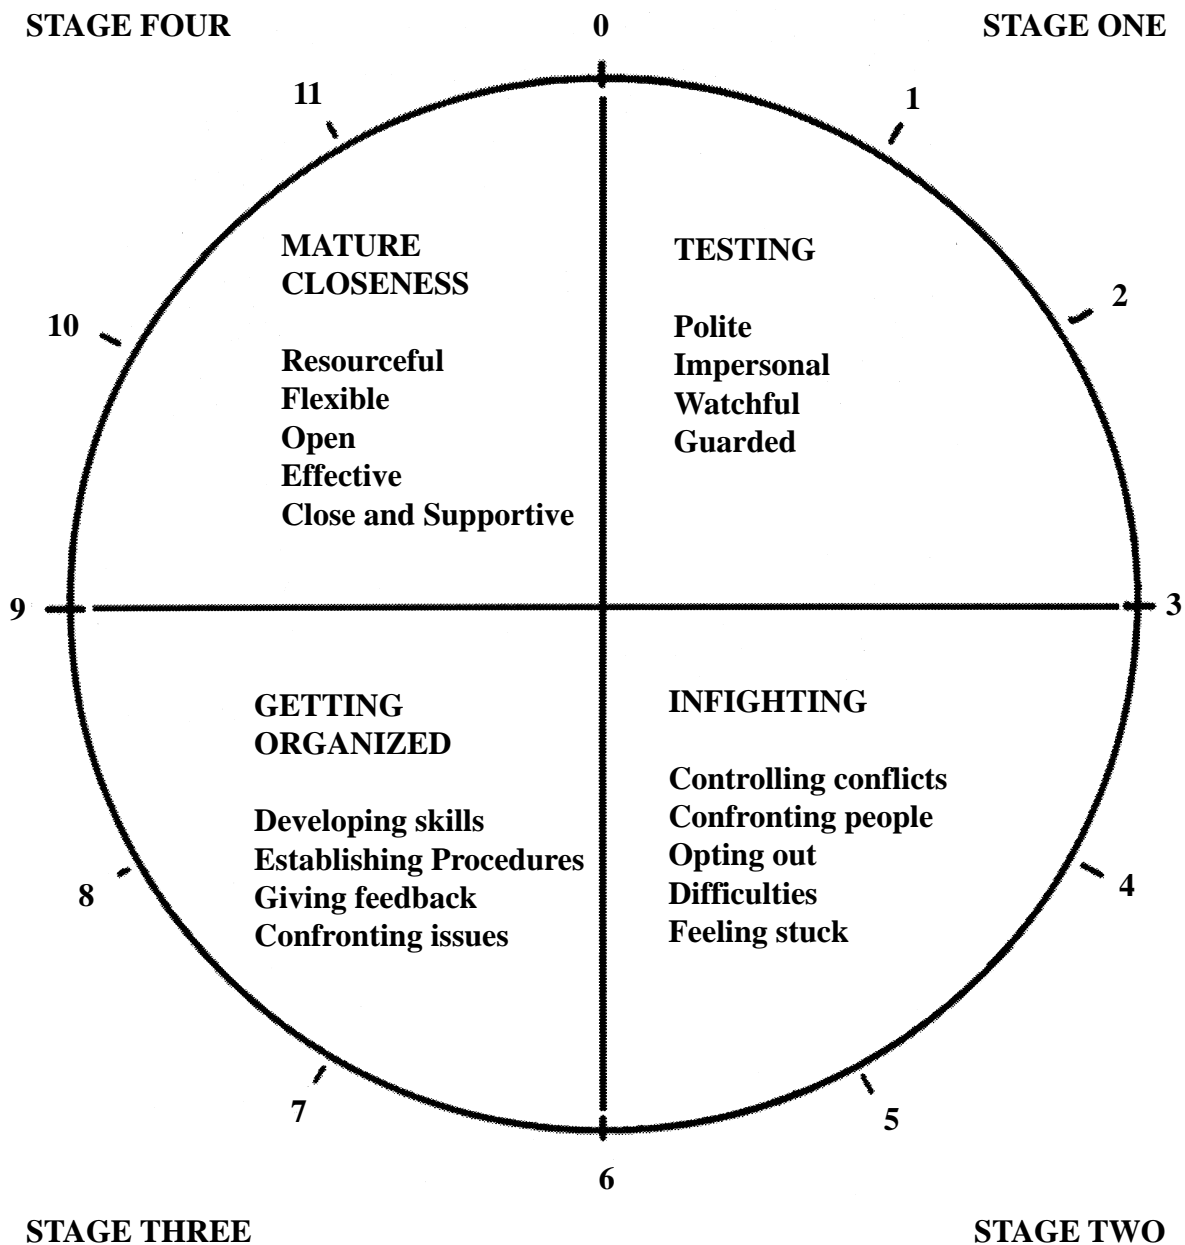 STAGE FOUR
0
STAGE ONE
11
1
MATURE
CLOSENESS
Resourceful
Flexible
Open
Effective
Close and Supportive
TESTING
Polite
Impersonal
Watchful
Guarded
10
2
9
3
GETTING
ORGANIZED
Developing skills
Establishing Procedures
Giving feedback
Confronting issues
INFIGHTING
Controlling conflicts
Confronting people
Opting out
Difficulties
Feeling stuck
8
4
7
5
6
STAGE THREE
STAGE TWO